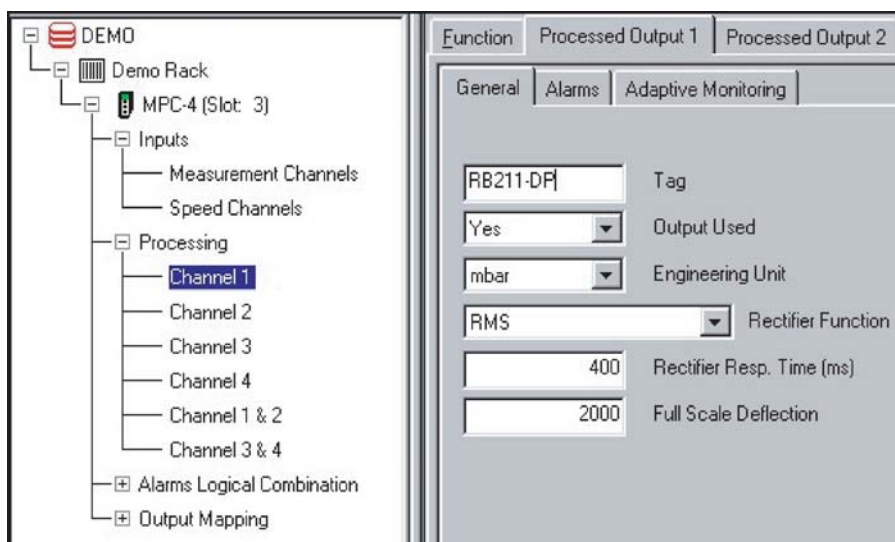 DEMO
Demo Rack
MPC-4 (Slot: 3)
Inputs
Measurement Channels
Speed Channels
Processing
Channel 1
Channel 2
Channel 3
Channel 4
Channel 1 & 2
Channel 3 & 4
Alarms Logical Combination
Output Mapping
Function Processed Output 1 Processed Output 2
General Alarms Adaptive Monitoring
RB211-DP Tag
Yes Output Used
mbar Engineering Unit
RMS Rectifier Function
400 Rectifier Resp. Time (ms)
2000 Full Scale Deflection